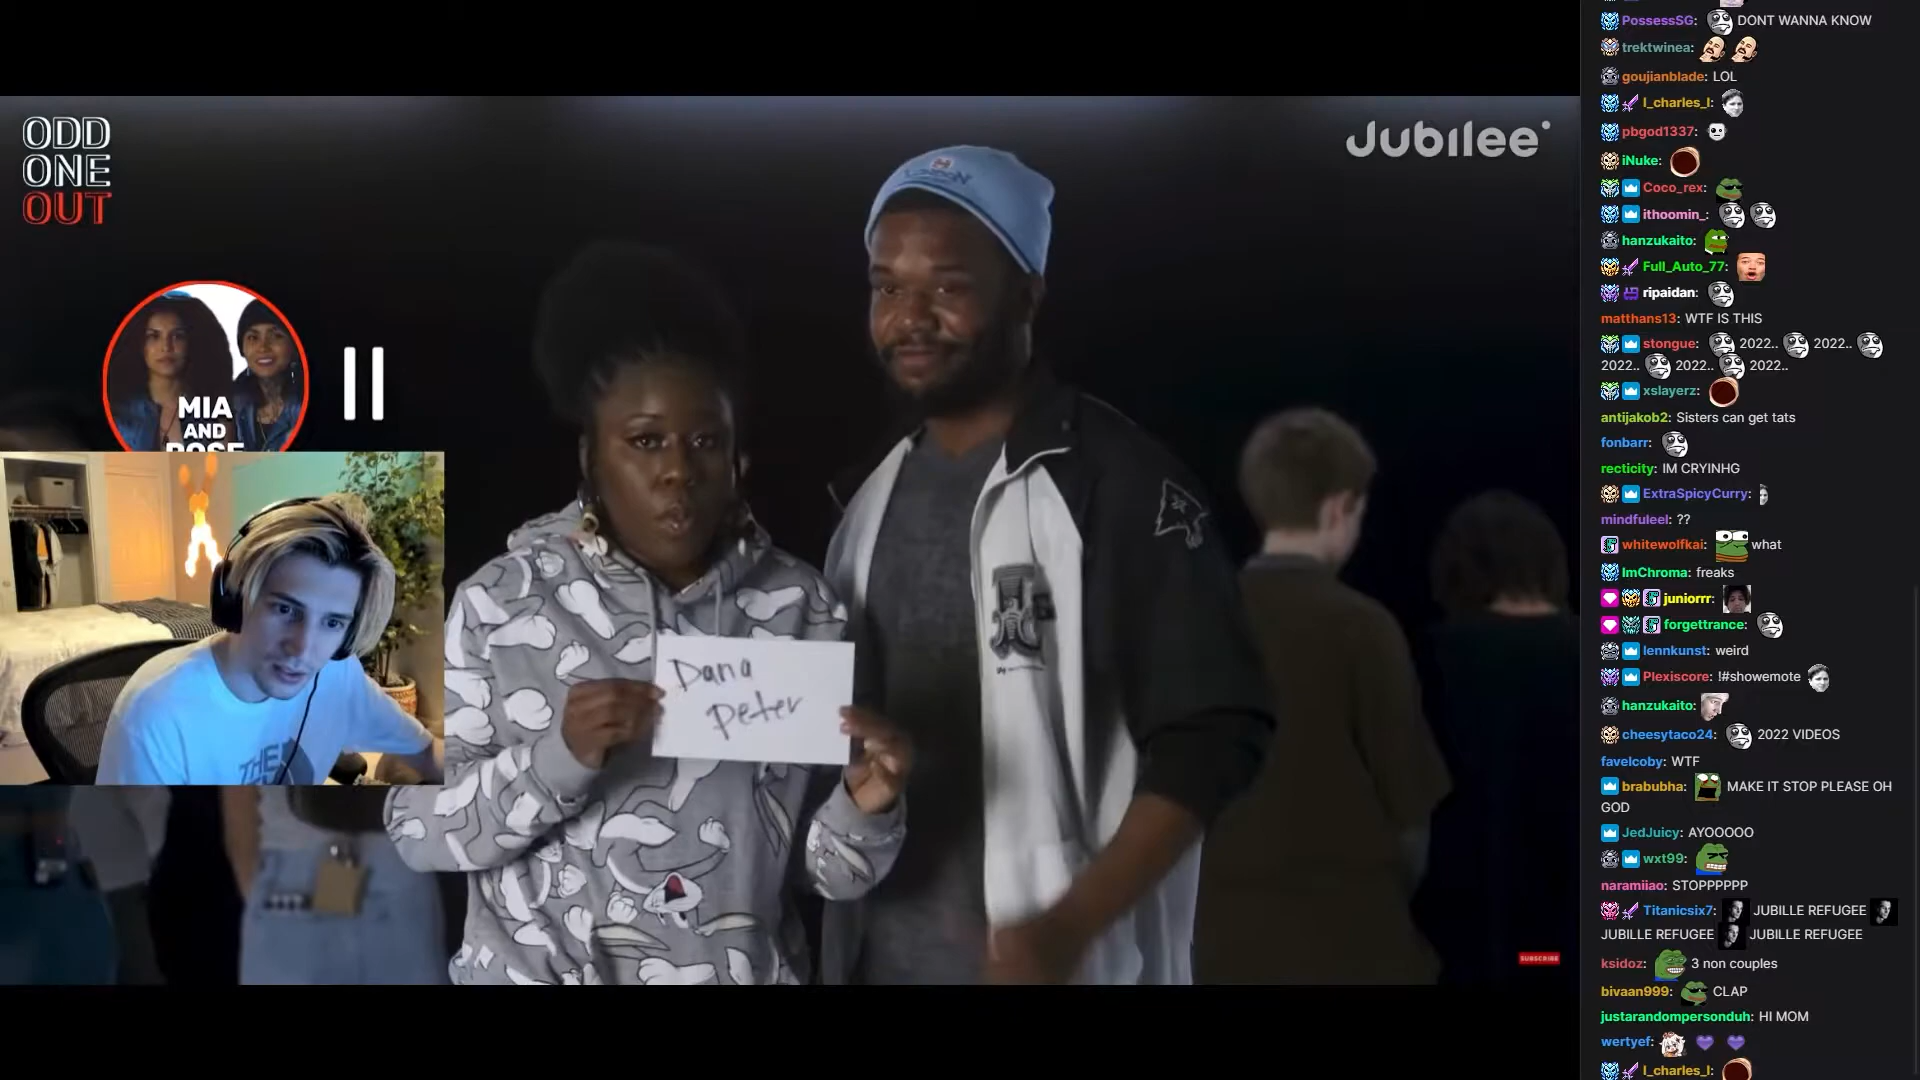 ODD
ONE
OUT
Jubilee
MIA
AND
ROSE
Dana
peter
SUBSCRIBE
PossessSG: DONT WANNA KNOW
trektwinea:
goujianblade: LOL
l_charles_l:
pbgod1337:
iNuke:
Coco_rex:
ithoomin_:
hanzukaito:
Full_Auto_77:
ripaidan:
matthans13: WTF IS THIS
stongue: 2022.. 2022..
2022.. 2022.. 2022..
xslayerz:
antijakob2: Sisters can get tats
fonbarr:
recticity: IM CRYINHG
ExtraSpicyCurry:
mindfuleel: ??
whitewolfkai: what
ImChroma: freaks
juniorrr:
forgettrance:
lennkunst: weird
Plexiscore: !#showemote
hanzukaito:
cheesytaco24: 2022 VIDEOS
favelcoby: WTF
brabubha: MAKE IT STOP PLEASE OH
GOD
JedJuicy: AYOOOOO
wxt99:
naramiiao: STOPPPPPP
Titanicsix7: JUBILLE REFUGEE
JUBILLE REFUGEE JUBILLE REFUGEE
ksidoz: 3 non couples
bivaan999: CLAP
justarandompersonduh: HI MOM
wertyef:
l_charles_l: